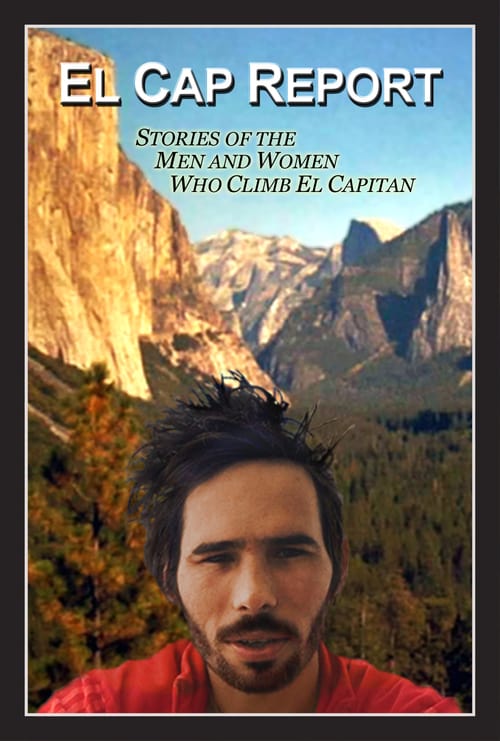 EL CAP REPORT
STORIES OF THE
MEN AND WOMEN
WHO CLIMB EL CAPITAN